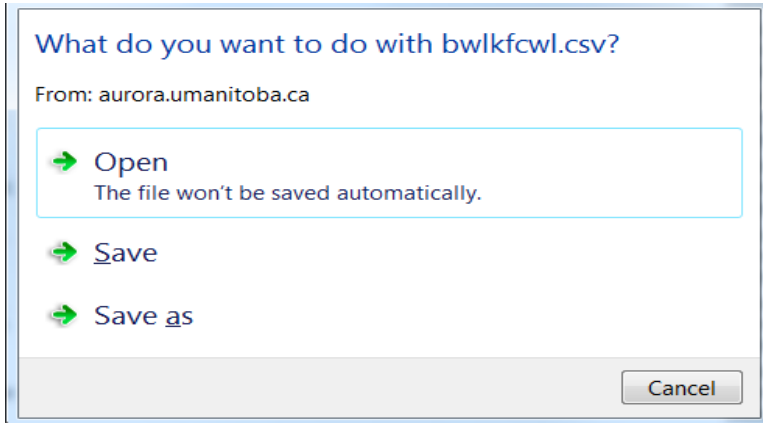 What do you want to do with bwlkfcwl.csv?
From: aurora.umanitoba.ca
Open
The file won't be saved automatically.
Save
Save as
Cancel